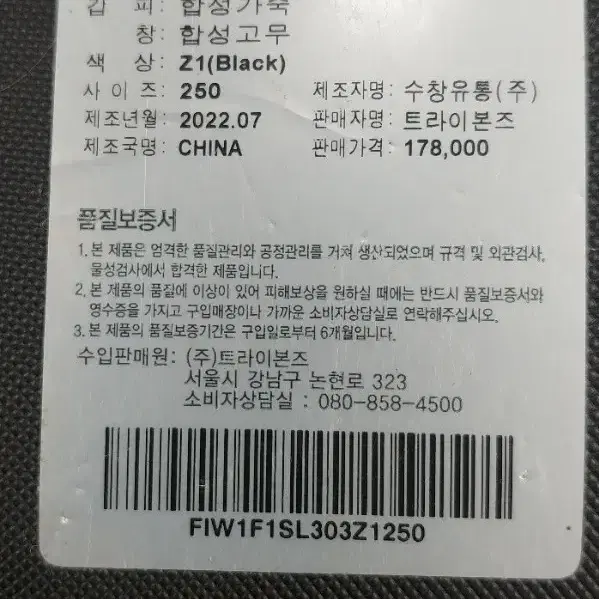 갑 피: 합성가죽
창: 합성고무
색 상: Z1(Black)
사 이 즈: 250 제조자명: 수창유통(주)
제조년월: 2022.07 판매자명: 트라이본즈
제조국명: CHINA 판매가격: 178,000
품질보증서
1. 본 제품은 엄격한 품질관리와 공정관리를 거쳐 생산되었으며 규격 및 외관검사,
물성검사에서 합격한 제품입니다.
2. 본 제품의 품질에 이상이 있어 피해보상을 원하실 때에는 반드시 품질보증서와
영수증을 가지고 구입매장이나 가까운 소비자상담실로 연락해주십시오.
3. 본 제품의 품질보증기간은 구입일로부터 6개월입니다.
수입판매원: (주)트라이본즈
서울시 강남구 논현로 323
소비자상담실 : 080-858-4500
FIW1F1SL303Z1250